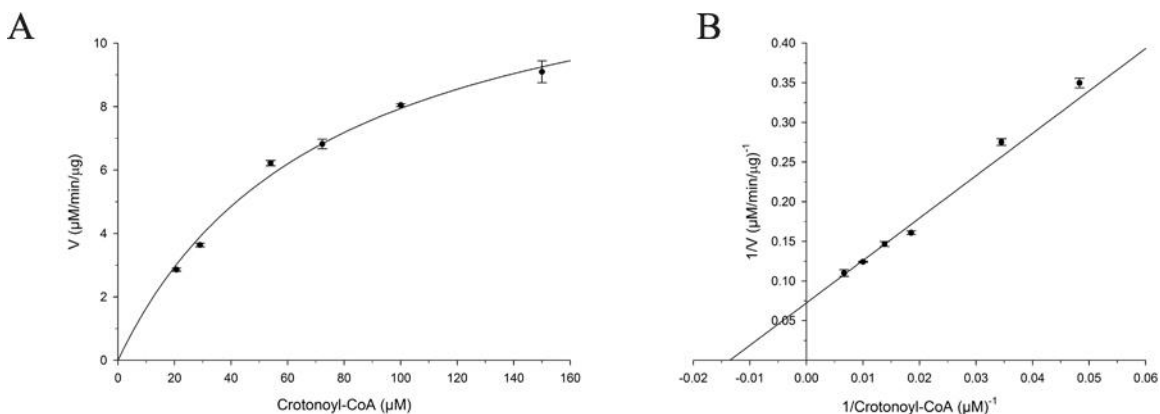 A
10
8
6
4
2
0
V (μM/min/μg)
0 20 40 60 80 100 120 140 160
Crotonoyl-CoA (μM)
B
0.40
0.35
0.30
0.25
0.20
0.15
0.10
0.05
1/V (μM/min/μg)⁻¹
-0.02 -0.01 0.00 0.01 0.02 0.03 0.04 0.05 0.06
1/Crotonoyl-CoA (μM)⁻¹